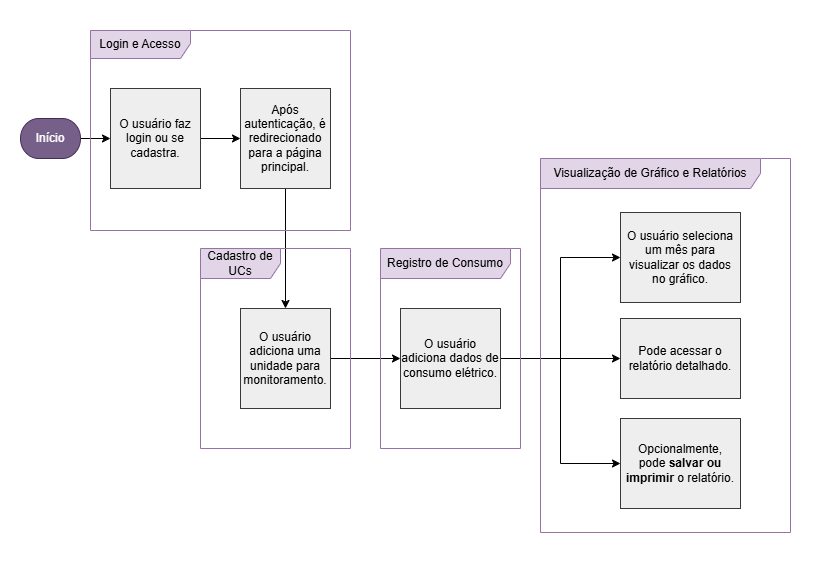 Login e Acesso
Início
O usuário faz
login ou se
cadastra.
Após
autenticação, é
redirecionado
para a página
principal.
Cadastro de
UCs
O usuário
adiciona uma
unidade para
monitoramento.
Registro de Consumo
O usuário
adiciona dados de
consumo elétrico.
Visualização de Gráfico e Relatórios
O usuário seleciona
um mês para
visualizar os dados
no gráfico.
Pode acessar o
relatório detalhado.
Opcionalmente,
pode salvar ou
imprimir o relatório.